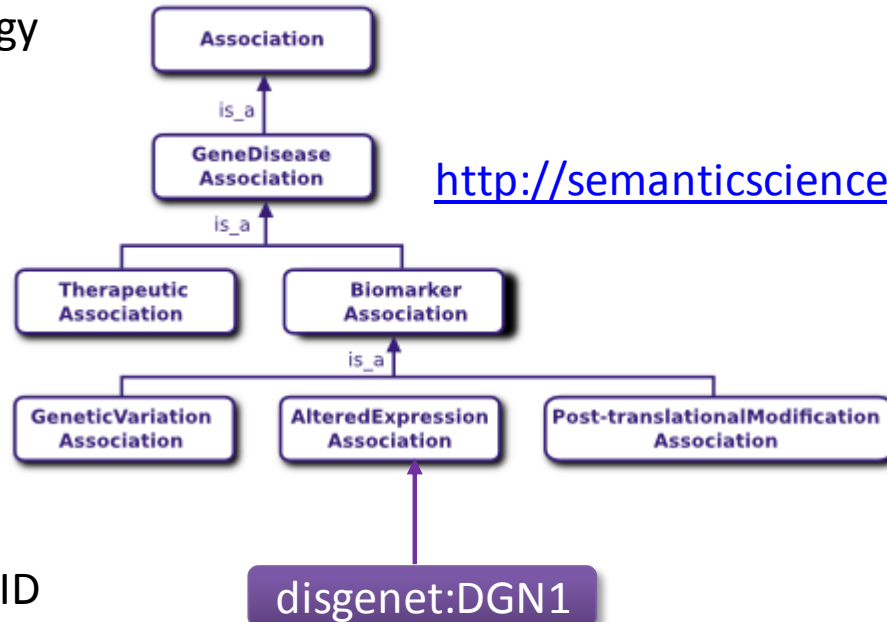 gy
Association
is_a
GeneDisease
Association
http://semanticscience
is_a
Therapeutic
Association
Biomarker
Association
is_a
GeneticVariation
Association
AlteredExpression
Association
Post-translationalModification
Association
ID
disgenet:DGN1